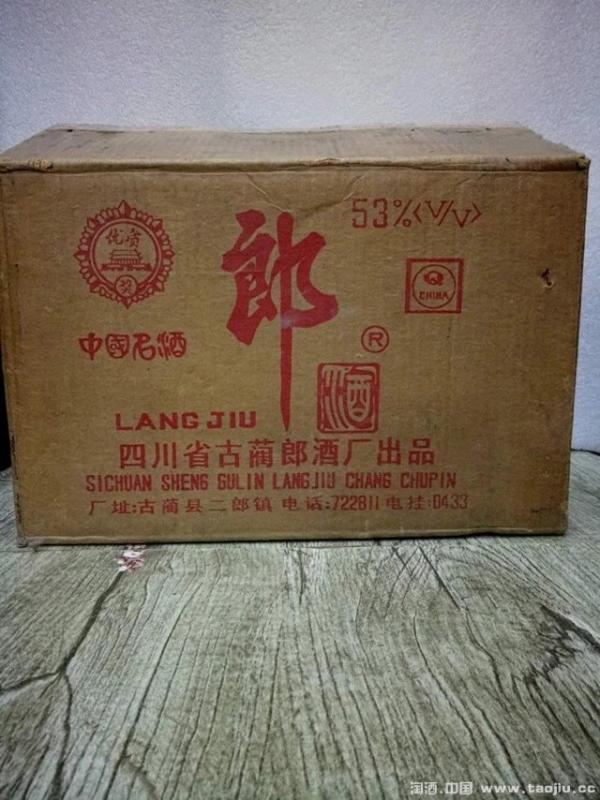 53%<V/V>
优质
奖
郎
酒
Q
CHINA
中國名酒
®
LANG JIU
四川省古蔺郎酒厂出品
SICHUAN SHENG GULIN LANGJIU CHANG CHUPIN
厂址:古蔺县二郎镇 电话:722811 电挂:0433
淘酒.中国 www.taojiu.cc